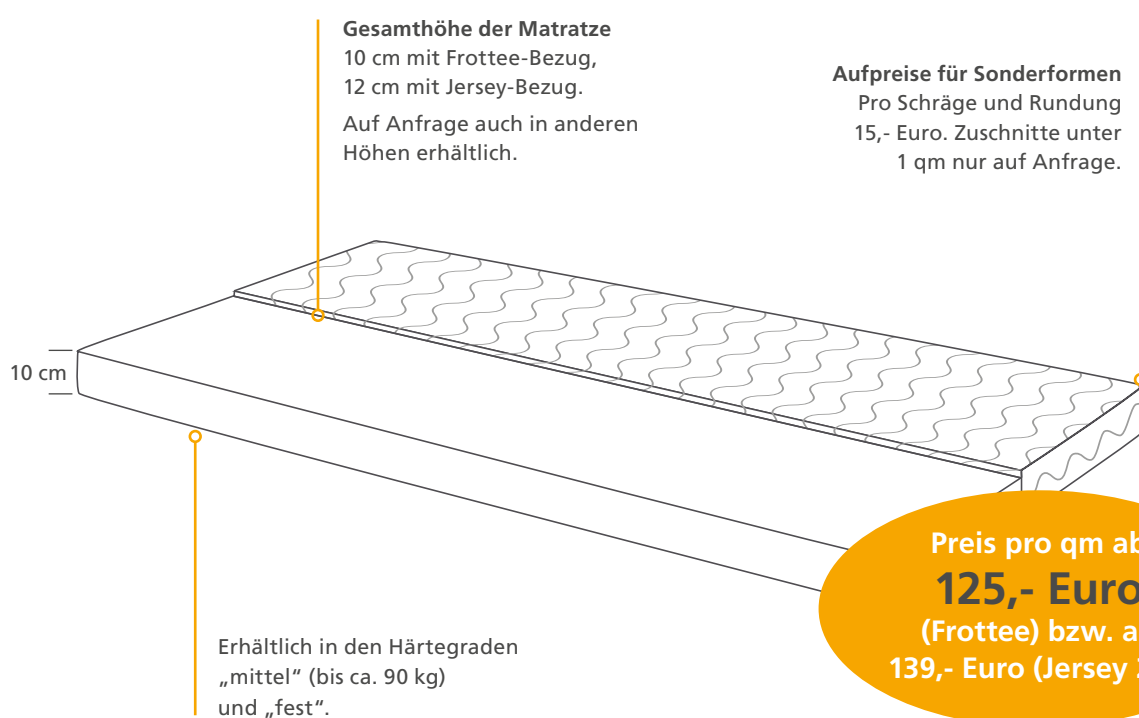 Gesamthöhe der Matratze
10 cm mit Frottee-Bezug,
12 cm mit Jersey-Bezug.
Auf Anfrage auch in anderen
Höhen erhältlich.
Aufpreise für Sonderformen
Pro Schräge und Rundung
15,- Euro. Zuschnitte unter
1 qm nur auf Anfrage.
10 cm
Erhältlich in den Härtegraden
„mittel“ (bis ca. 90 kg)
und „fest“.
Preis pro qm ab
125,- Euro
(Frottee) bzw. a
139,- Euro (Jersey